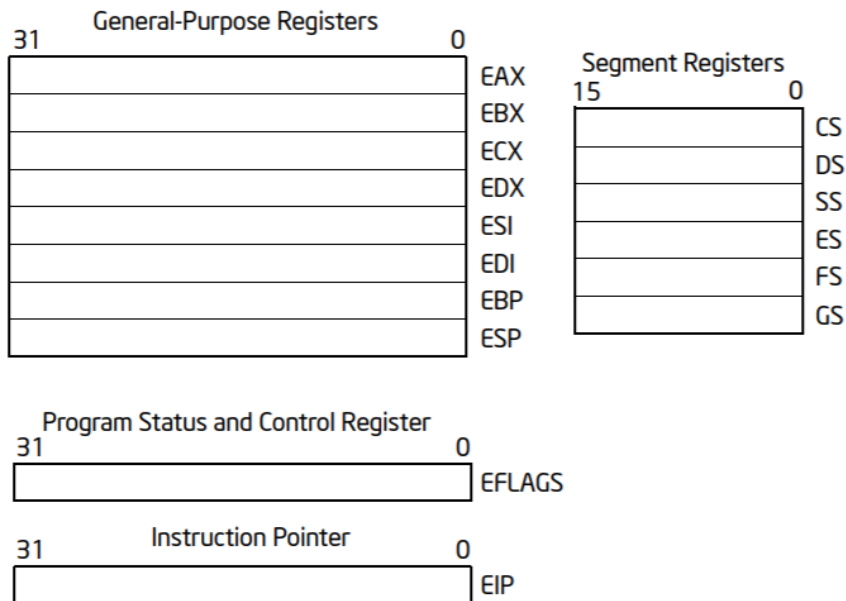 General-Purpose Registers
31 0
EAX
EBX
ECX
EDX
ESI
EDI
EBP
ESP
Segment Registers
15 0
CS
DS
SS
ES
FS
GS
Program Status and Control Register
31 0
EFLAGS
Instruction Pointer
31 0
EIP